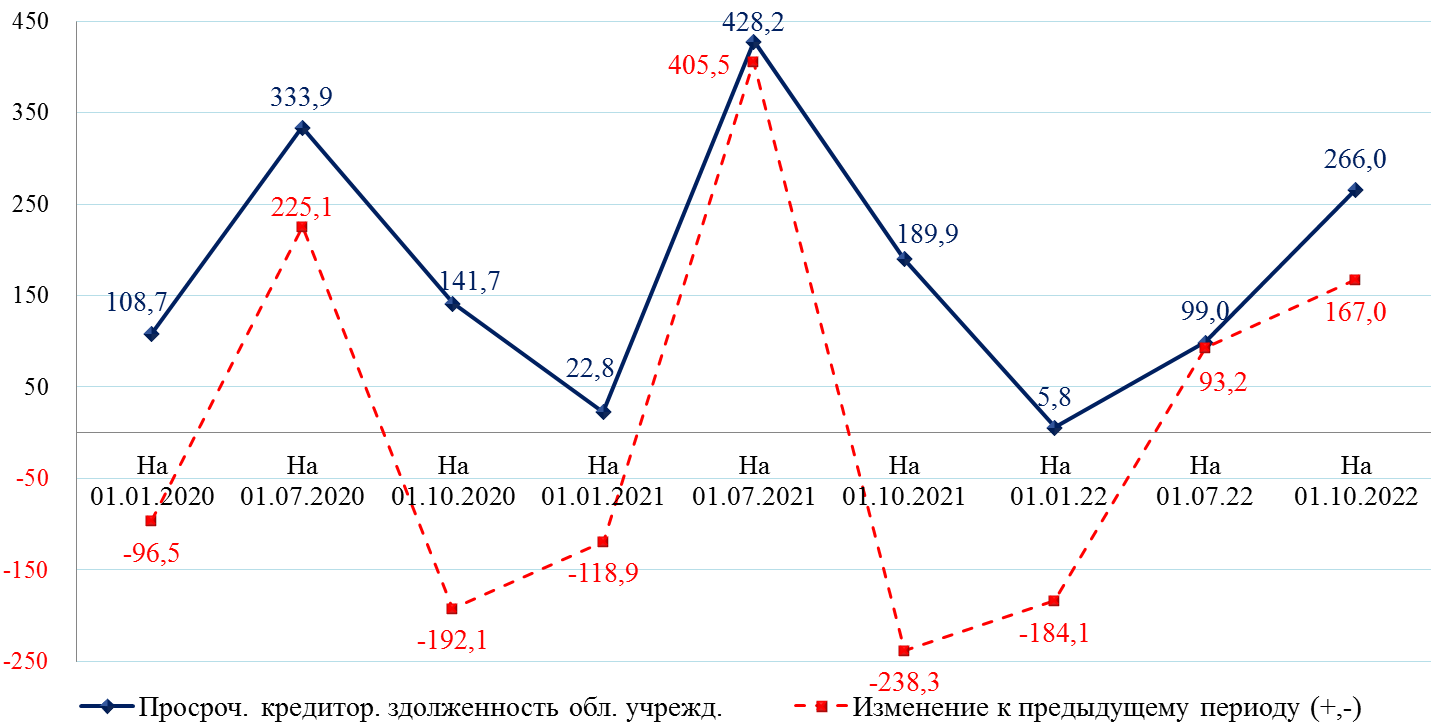 450
428,2
405,5
350
333,9
266,0
250
225,1
189,9
150
141,7
108,7
167,0
99,0
93,2
50
22,8
5,8
-50
На 01.01.2020
На 01.07.2020
На 01.10.2020
На 01.01.2021
На 01.07.2021
На 01.10.2021
На 01.01.22
На 01.07.22
На 01.10.2022
-96,5
-118,9
-150
-184,1
-192,1
-238,3
-250
Просроч. кредитор. здолженность обл. учрежд.
Изменение к предыдущему периоду (+,-)